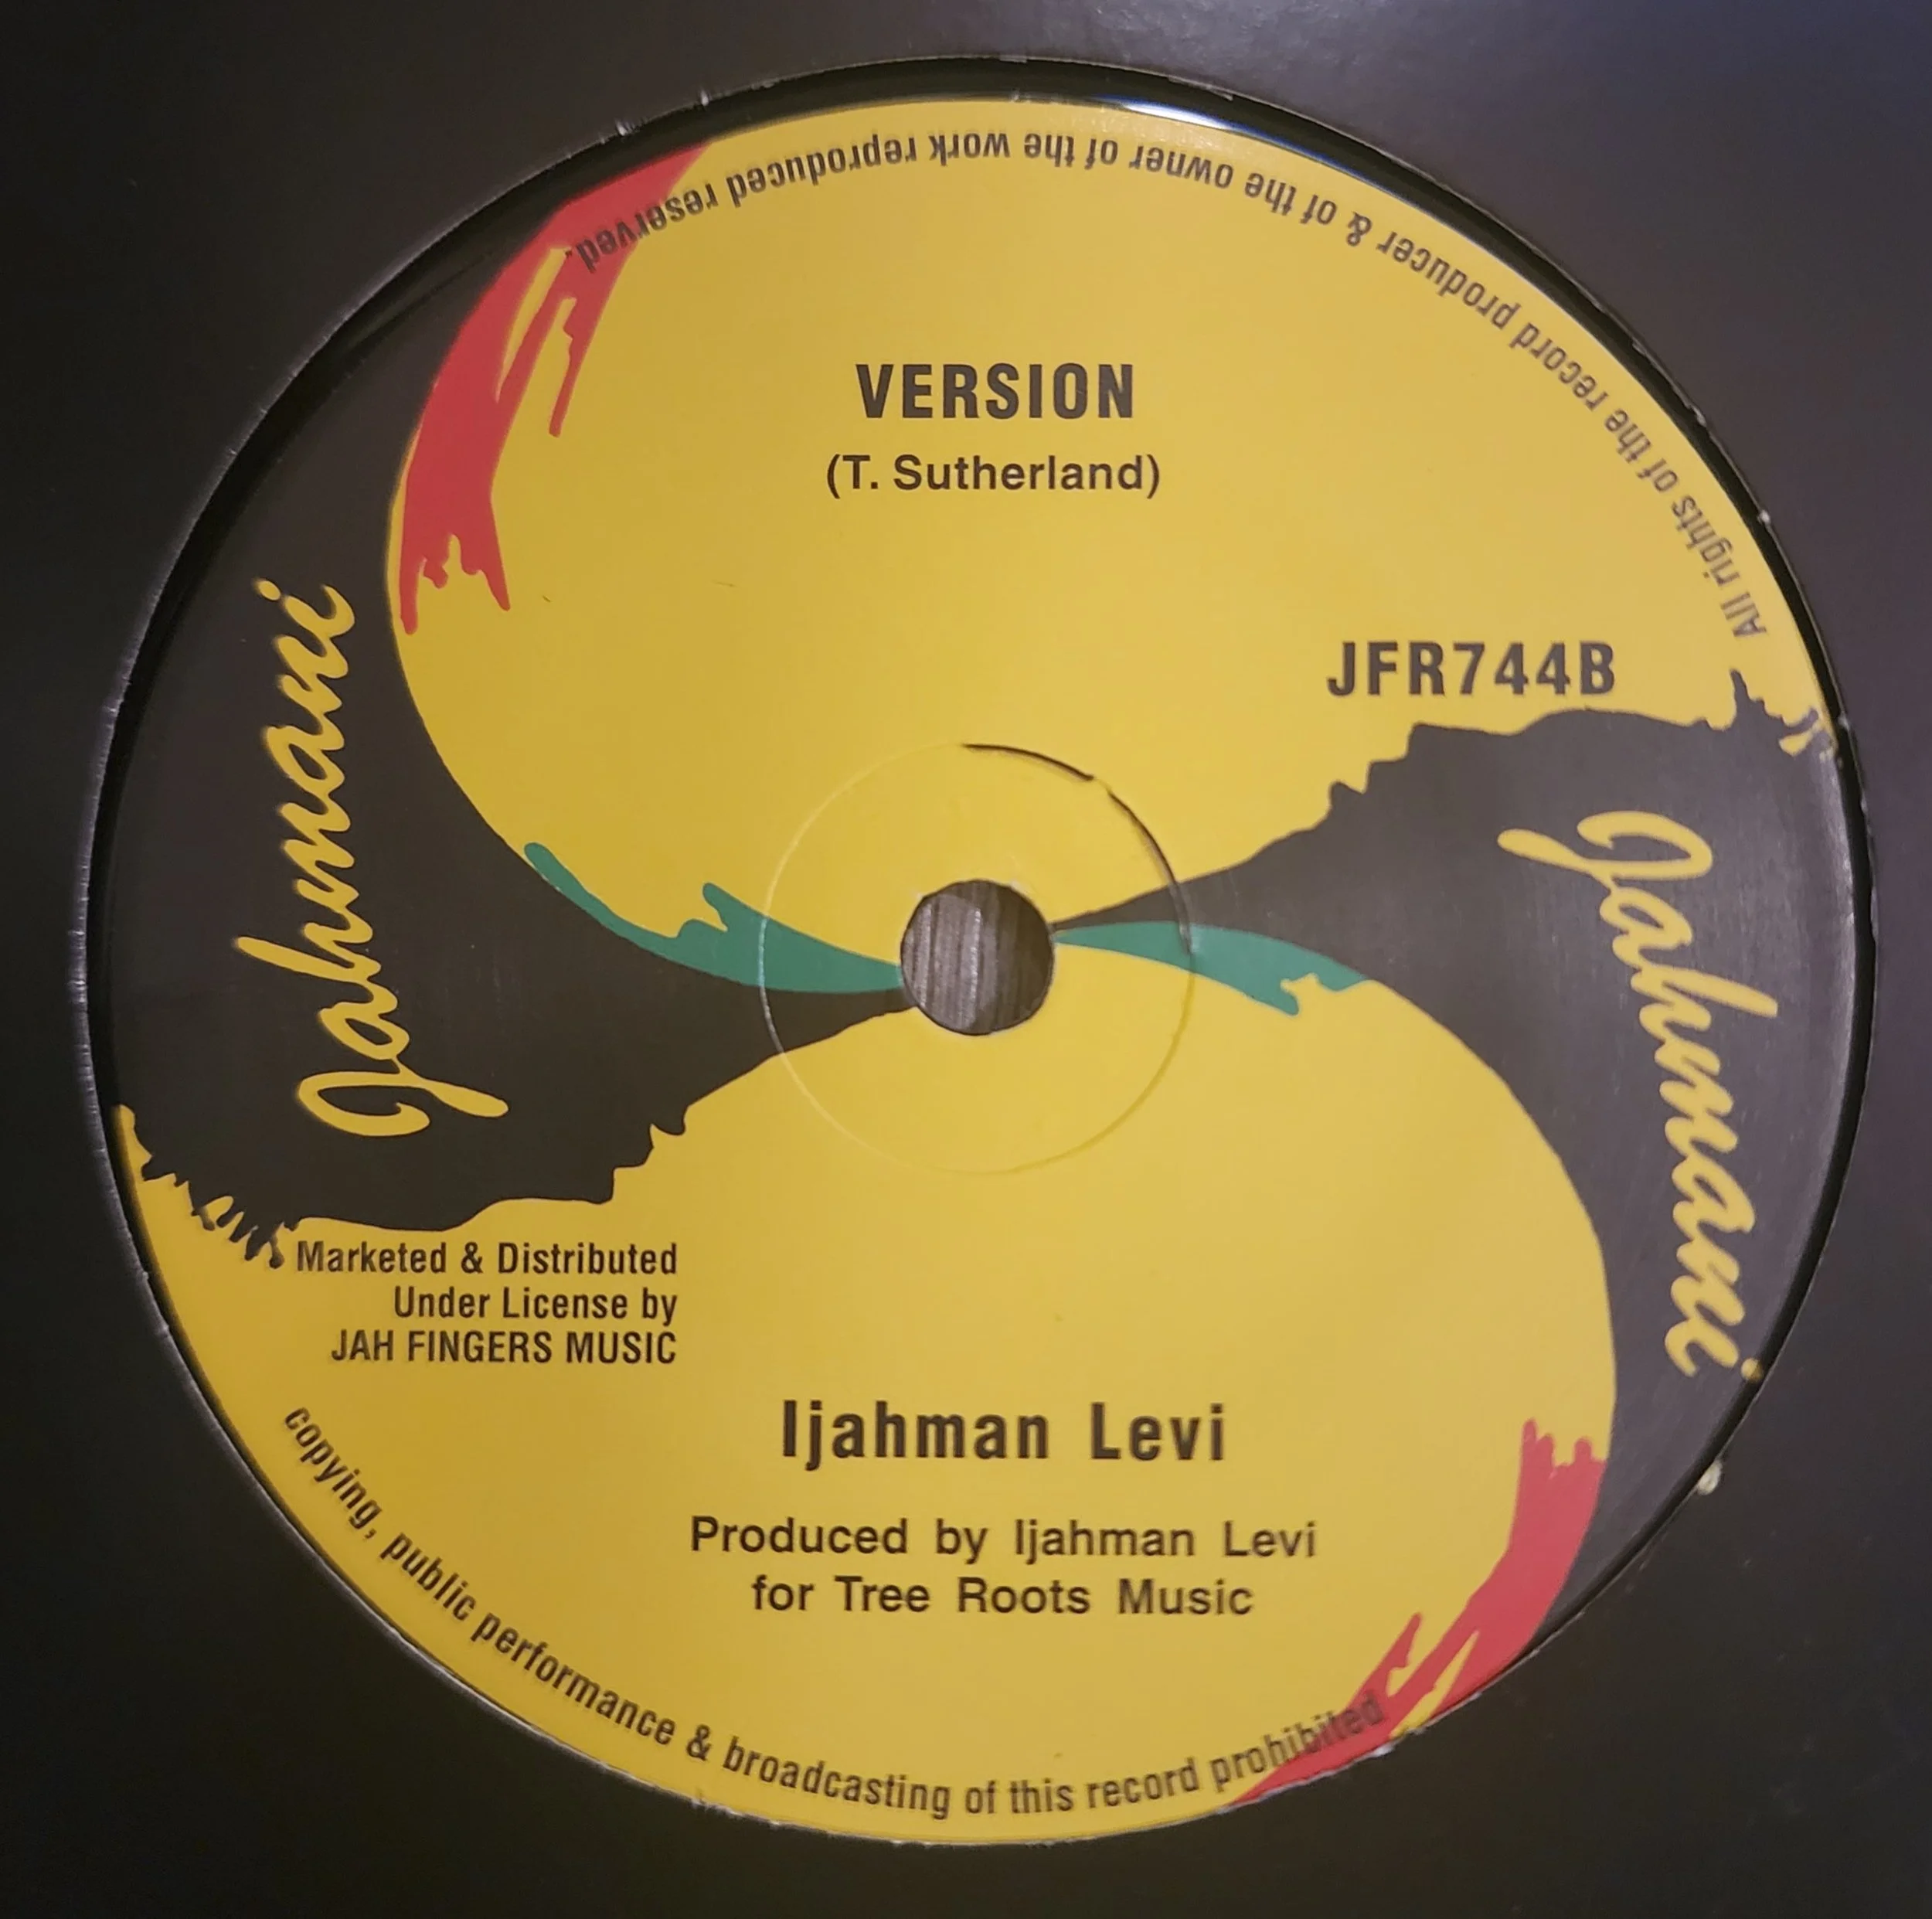 All rights of the record producer & of the owner of the work reproduced reserved.
VERSION
(T. Sutherland)
JFR744B
Jahmani
Jahmani
Marketed & Distributed
Under License by
JAH FINGERS MUSIC
Ijahman Levi
Produced by Ijahman Levi
for Tree Roots Music
copying, public performance & broadcasting of this record prohibited